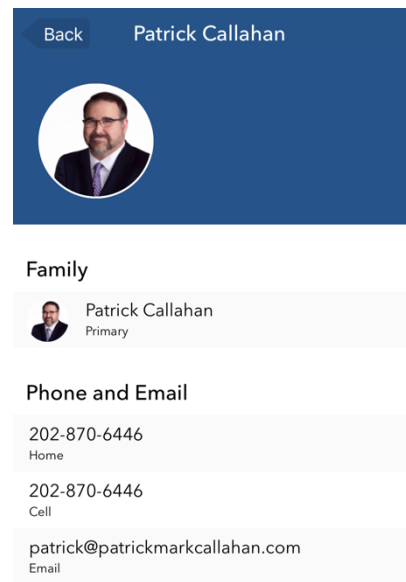 Back
Patrick Callahan
Family
Patrick Callahan
Primary
Phone and Email
202-870-6446
Home
202-870-6446
Cell
patrick@patrickmarkcallahan.com
Email